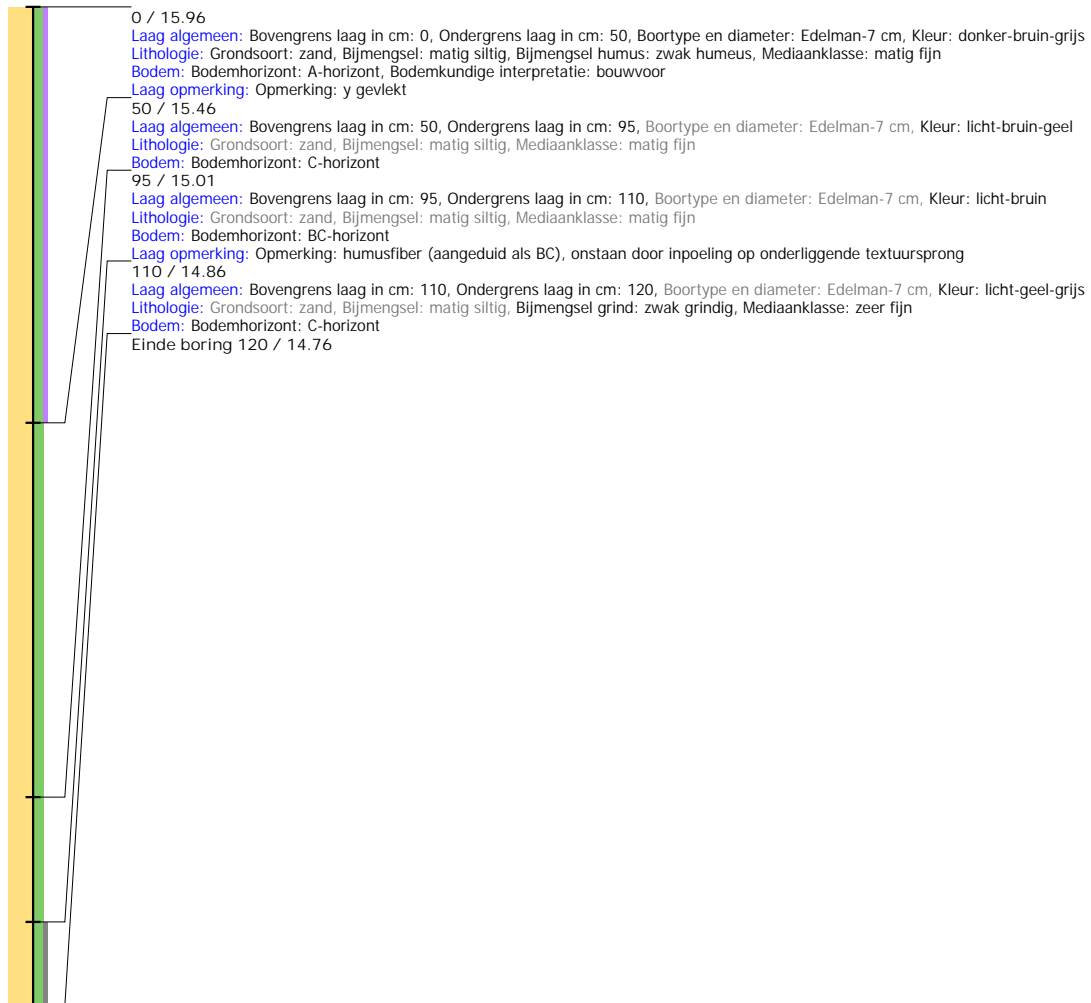 0 / 15.96
Laag algemeen: Bovengrens laag in cm: 0, Ondergrens laag in cm: 50, Boortype en diameter: Edelman-7 cm, Kleur: donker-bruin-grijs
Lithologie: Grondsoort: zand, Bijmengsel: matig siltig, Bijmengsel humus: zwak humeus, Mediaanklasse: matig fijn
Bodem: Bodemhorizont: A-horizont, Bodemkundige interpretatie: bouwvoor
Laag opmerking: Opmerking: y gevlekt
50 / 15.46
Laag algemeen: Bovengrens laag in cm: 50, Ondergrens laag in cm: 95, Boortype en diameter: Edelman-7 cm, Kleur: licht-bruin-geel
Lithologie: Grondsoort: zand, Bijmengsel: matig siltig, Mediaanklasse: matig fijn
Bodem: Bodemhorizont: C-horizont
95 / 15.01
Laag algemeen: Bovengrens laag in cm: 95, Ondergrens laag in cm: 110, Boortype en diameter: Edelman-7 cm, Kleur: licht-bruin
Lithologie: Grondsoort: zand, Bijmengsel: matig siltig, Mediaanklasse: matig fijn
Bodem: Bodemhorizont: BC-horizont
Laag opmerking: Opmerking: humusfiber (aangeduid als BC), onstaan door inpoeling op onderliggende textuursprong
110 / 14.86
Laag algemeen: Bovengrens laag in cm: 110, Ondergrens laag in cm: 120, Boortype en diameter: Edelman-7 cm, Kleur: licht-geel-grijs
Lithologie: Grondsoort: zand, Bijmengsel: matig siltig, Bijmengsel grind: zwak grindig, Mediaanklasse: zeer fijn
Bodem: Bodemhorizont: C-horizont
Einde boring 120 / 14.76